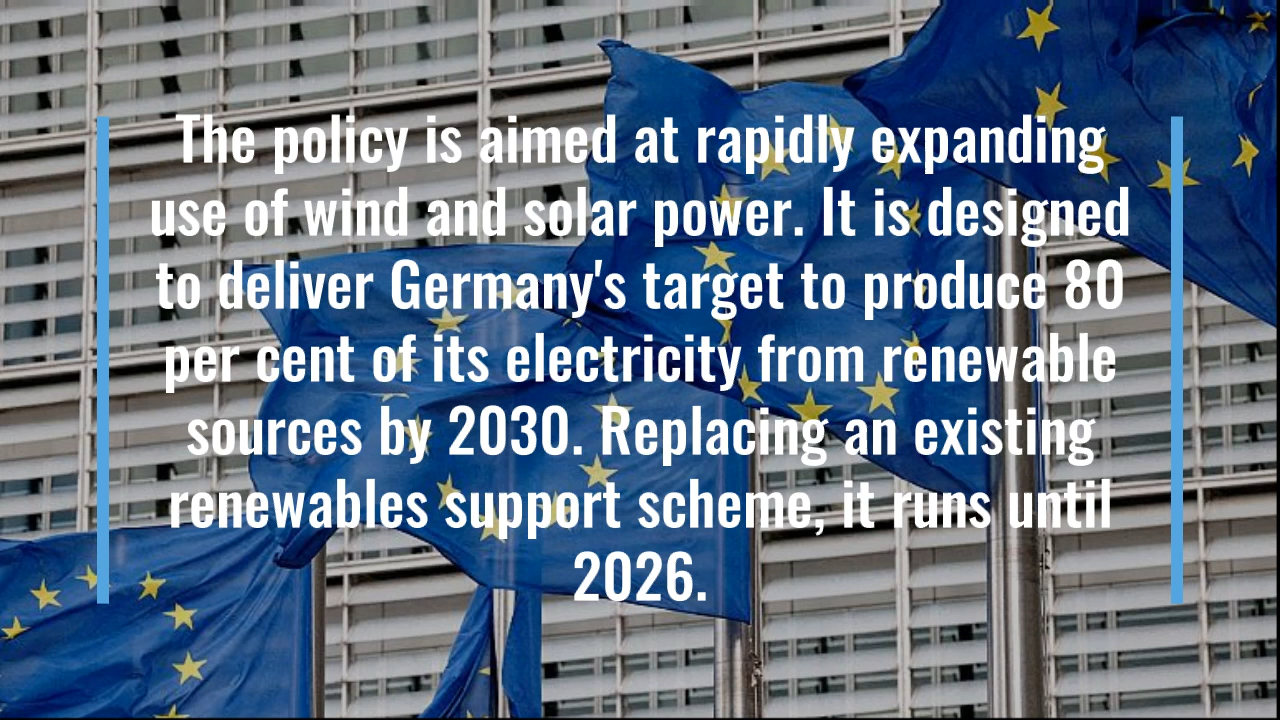 The policy is aimed at rapidly expanding
use of wind and solar power. It is designed
to deliver Germany's target to produce 80
per cent of its electricity from renewable
sources by 2030. Replacing an existing
renewables support scheme, it runs until
2026.